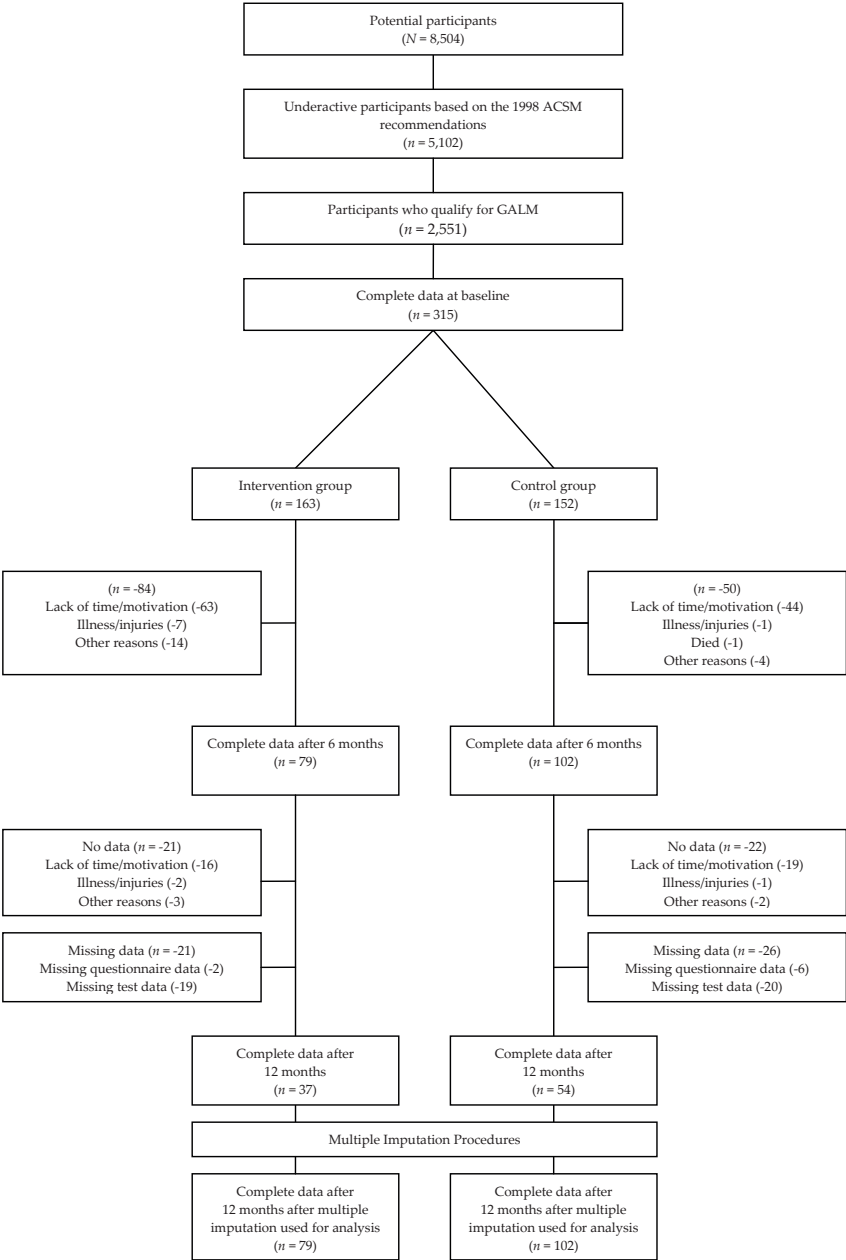 Potential participants
(N = 8,504)
Underactive participants based on the 1998 ACSM
recommendations
(n = 5,102)
Participants who qualify for GALM
(n = 2,551)
Complete data at baseline
(n = 315)
Intervention group
(n = 163)
Control group
(n = 152)
(n = -84)
Lack of time/motivation (-63)
Illness/injuries (-7)
Other reasons (-14)
(n = -50)
Lack of time/motivation (-44)
Illness/injuries (-1)
Died (-1)
Other reasons (-4)
Complete data after 6 months
(n = 79)
Complete data after 6 months
(n = 102)
No data (n = -21)
Lack of time/motivation (-16)
Illness/injuries (-2)
Other reasons (-3)
No data (n = -22)
Lack of time/motivation (-19)
Illness/injuries (-1)
Other reasons (-2)
Missing data (n = -21)
Missing questionnaire data (-2)
Missing test data (-19)
Missing data (n = -26)
Missing questionnaire data (-6)
Missing test data (-20)
Complete data after
12 months
(n = 37)
Complete data after
12 months
(n = 54)
Multiple Imputation Procedures
Complete data after
12 months after multiple
imputation used for analysis
(n = 79)
Complete data after
12 months after multiple
imputation used for analysis
(n = 102)